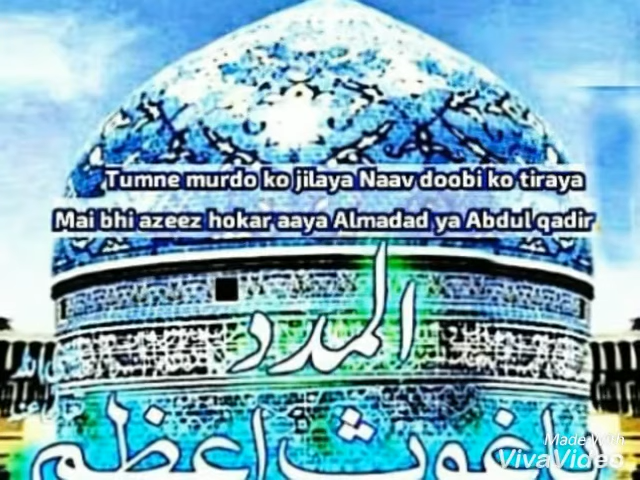 Tumne murdo ko jilaya Naav doobi ko tiraya
Mai bhi azeez hokar aaya Almadad ya Abdul qadir
المدد
یا غوث اعظم
Made With
VivaVideo